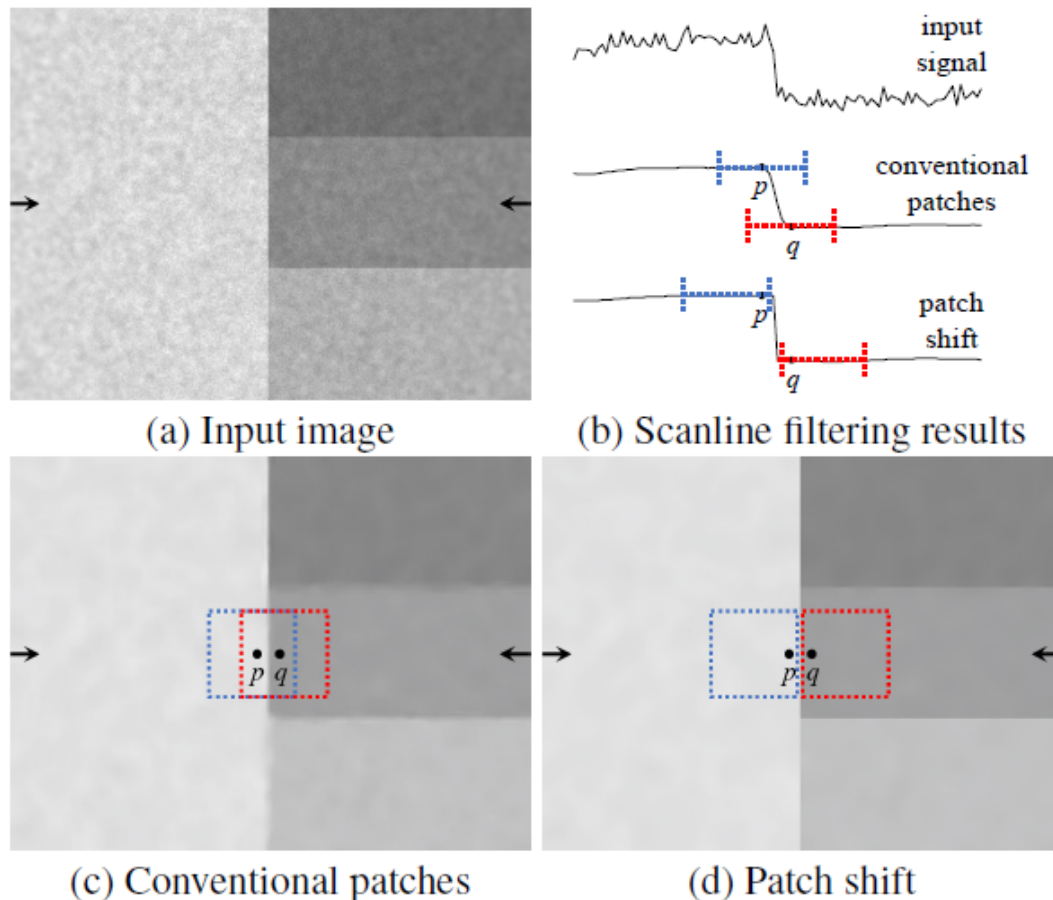 input
signal
conventional
patches
p
q
patch
shift
p
q
(a) Input image
(b) Scanline filtering results
p q
p q
(c) Conventional patches
(d) Patch shift